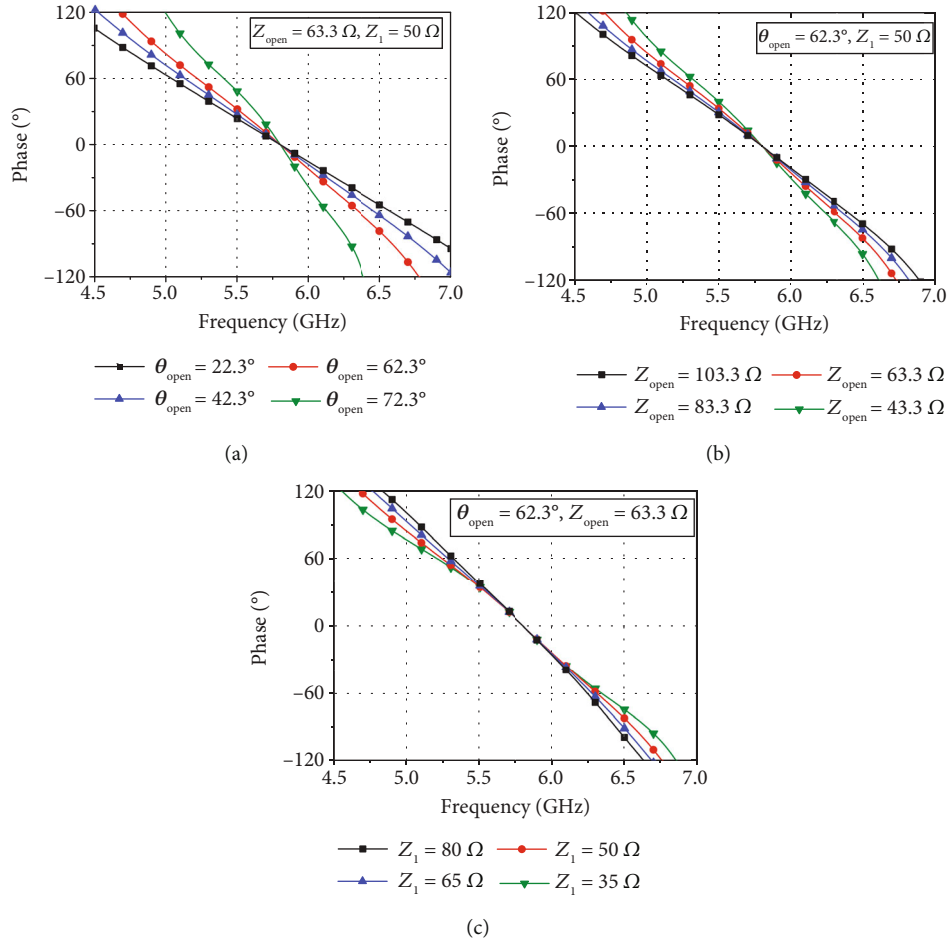 120
60
0
−60
−120
Phase (°)
Z_open = 63.3 Ω, Z_1 = 50 Ω
4.5 5.0 5.5 6.0 6.5 7.0
Frequency (GHz)
θ_open = 22.3° θ_open = 62.3°
θ_open = 42.3° θ_open = 72.3°
(a)
120
60
0
−60
−120
Phase (°)
θ_open = 62.3°, Z_1 = 50 Ω
4.5 5.0 5.5 6.0 6.5 7.0
Frequency (GHz)
Z_open = 103.3 Ω Z_open = 63.3 Ω
Z_open = 83.3 Ω Z_open = 43.3 Ω
(b)
120
60
0
−60
−120
Phase (°)
θ_open = 62.3°, Z_open = 63.3 Ω
4.5 5.0 5.5 6.0 6.5 7.0
Frequency (GHz)
Z_1 = 80 Ω Z_1 = 50 Ω
Z_1 = 65 Ω Z_1 = 35 Ω
(c)